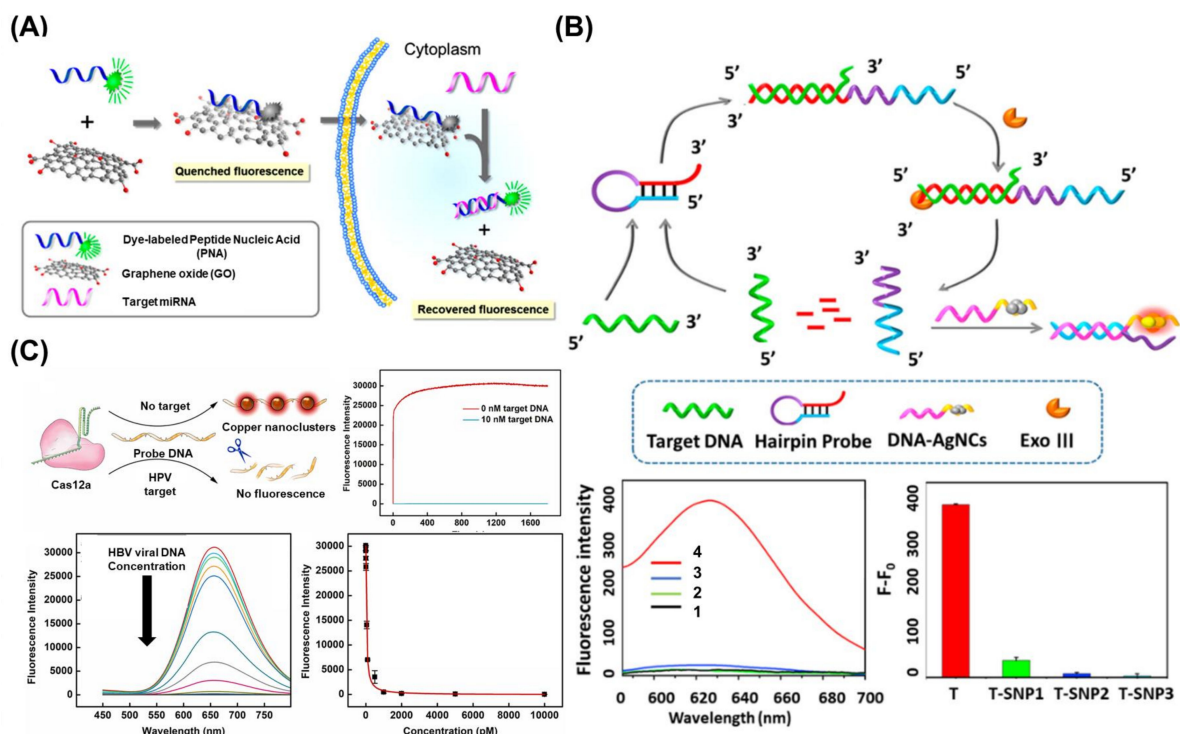 (A)
Cytoplasm
+
Quenched fluorescence
+
Recovered fluorescence
Dye-labeled Peptide Nucleic Acid
(PNA)
Graphene oxide (GO)
Target miRNA
(B)
5’
3’
5’
3’
3’
5’
3’
5’
3’
3’
5’
5’
3’
5’
3’
5’
Target DNA
Hairpin Probe
DNA-AgNCs
Exo III
Fluorescence intensity
400
300
200
100
0
4
3
2
1
0
600
620
640
660
680
700
Wavelength (nm)
F-F0
400
300
200
100
0
T
T-SNP1
T-SNP2
T-SNP3
(C)
No target
Copper nanoclusters
Probe DNA
Cas12a
HPV
target
No fluorescence
Fluorescence Intensity
30000
25000
20000
15000
10000
5000
0
0 nM target DNA
10 nM target DNA
0
400
800
1200
1600
Fluorescence Intensity
30000
25000
20000
15000
10000
5000
0
HBV viral DNA
Concentration
450
500
550
600
650
700
750
Wavelength (nm)
Fluorescence Intensity
30000
25000
20000
15000
10000
5000
0
0
2000
4000
6000
8000
10000
Concentration (pM)